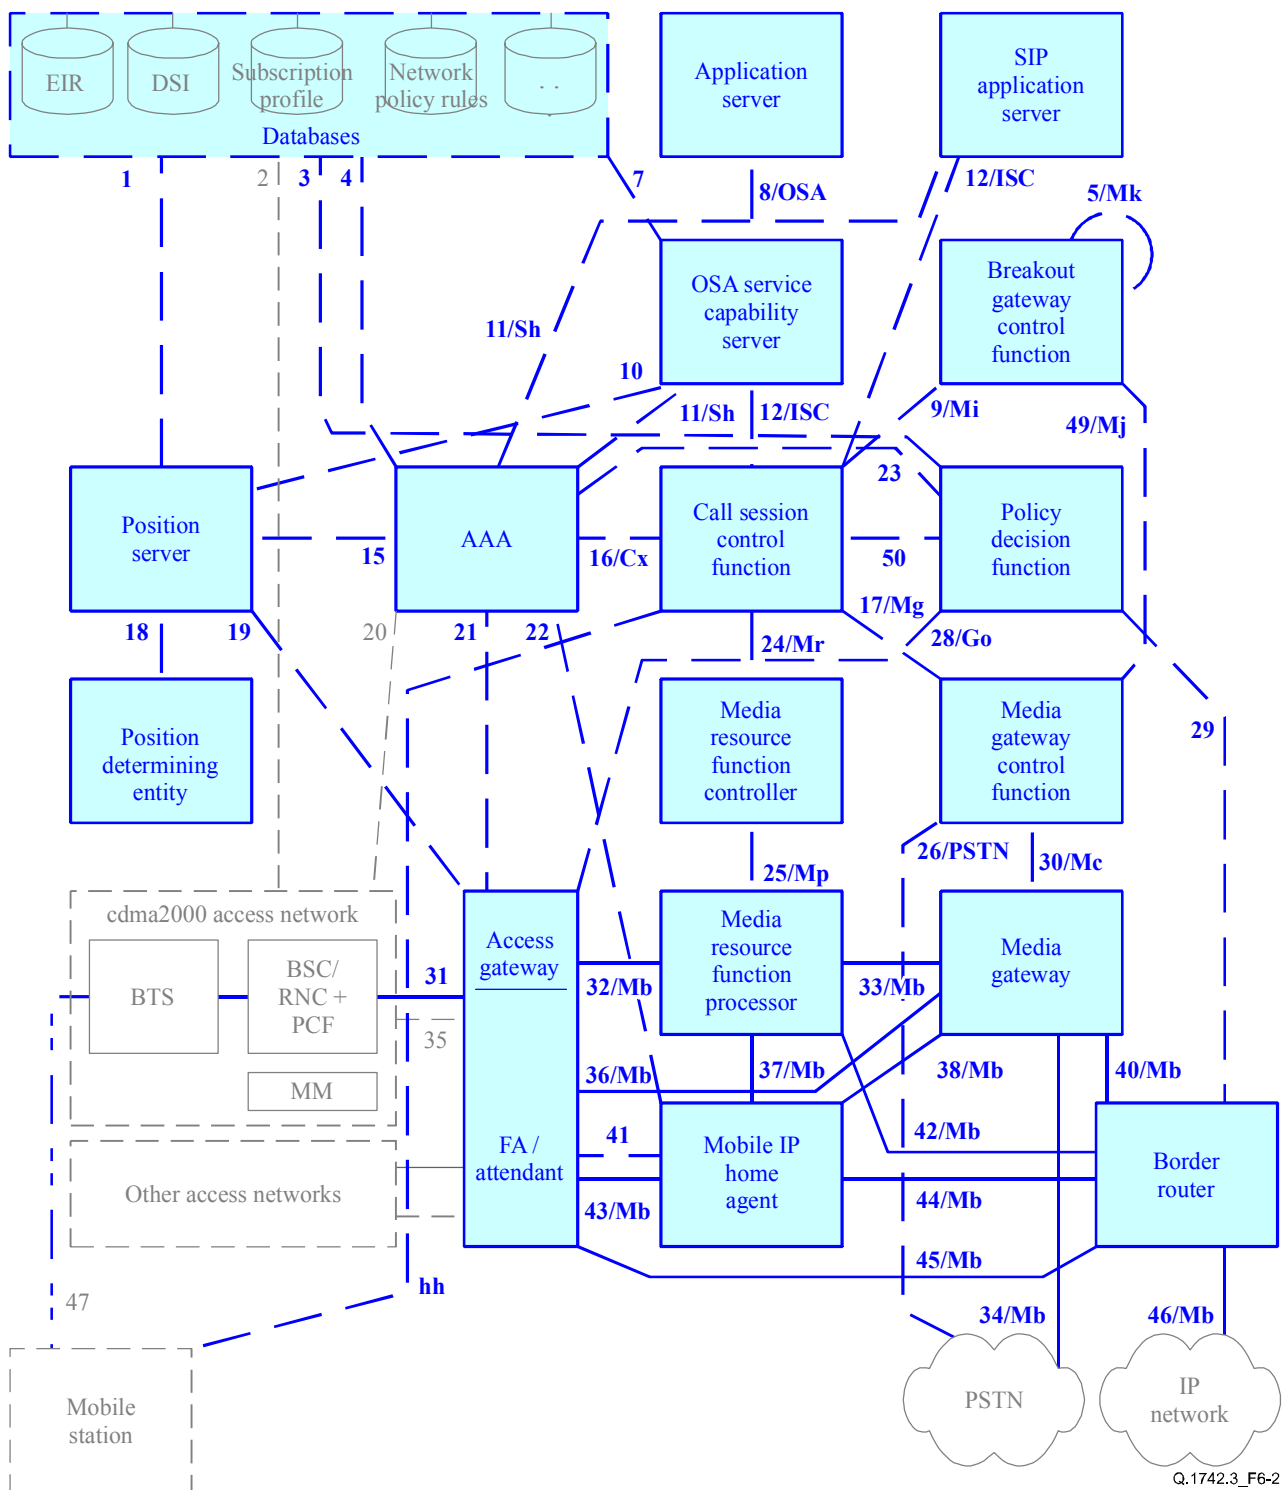 EIR
DSI
Subscription
profile
Network
policy rules
. .
Databases
Application
server
SIP
application
server
1
2
3
4
7
8/OSA
12/ISC
5/Mk
OSA service
capability
server
Breakout
gateway
control
function
11/Sh
10
11/Sh
12/ISC
9/Mi
49/Mj
23
Position
server
15
AAA
16/Cx
Call session
control
function
50
Policy
decision
function
17/Mg
18
19
20
21
22
24/Mr
28/Go
Position
determining
entity
Media
resource
function
controller
Media
gateway
control
function
29
26/PSTN
30/Mc
25/Mp
cdma2000 access network
BTS
BSC/
RNC +
PCF
MM
31
35
Access
gateway
32/Mb
Media
resource
function
processor
33/Mb
Media
gateway
36/Mb
37/Mb
38/Mb
40/Mb
Other access networks
FA /
attendant
41
43/Mb
Mobile IP
home
agent
42/Mb
44/Mb
Border
router
45/Mb
hh
47
34/Mb
46/Mb
Mobile
station
PSTN
IP
network
Q.1742.3_F6-2